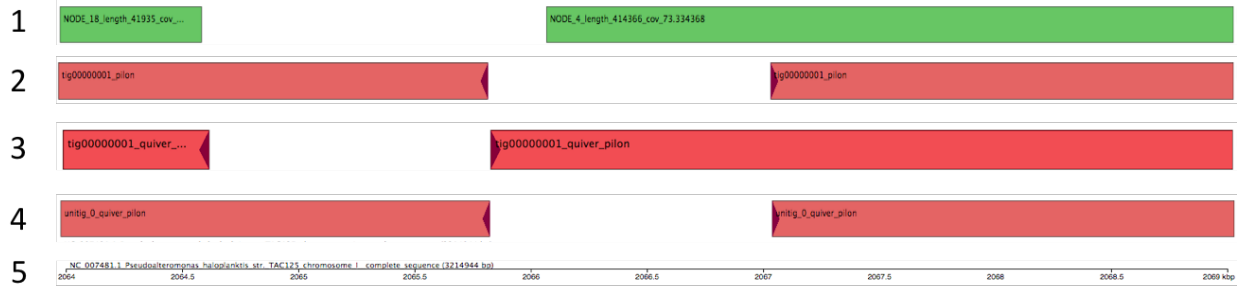 1 NODE_18_length_41935_cov_... NODE_4_length_414366_cov_73.334368
2 tig00000001_pilon tig00000001_pilon
3 tig00000001_quiver_... tig00000001_quiver_pilon
4 unitig_0_quiver_pilon unitig_0_quiver_pilon
NC_007481.1 Pseudoalteromonas haloplanktis str. TAC125 chromosome I complete sequence (3214944 bp)
5 2064 2064.5 2065 2065.5 2066 2066.5 2067 2067.5 2068 2068.5 2069 kbp